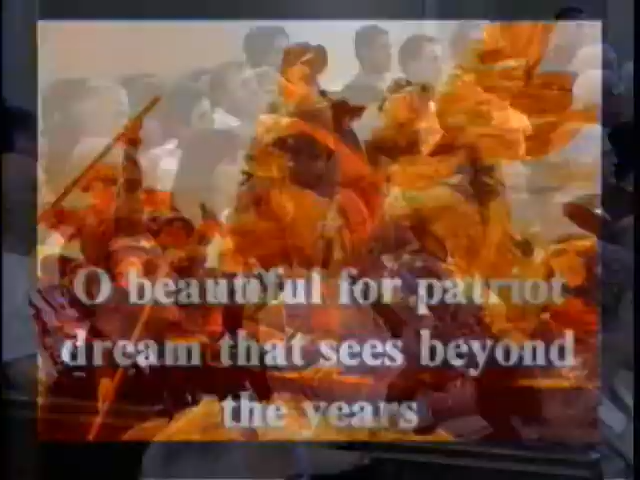 O beautiful for patriot
dream that sees beyond
the years